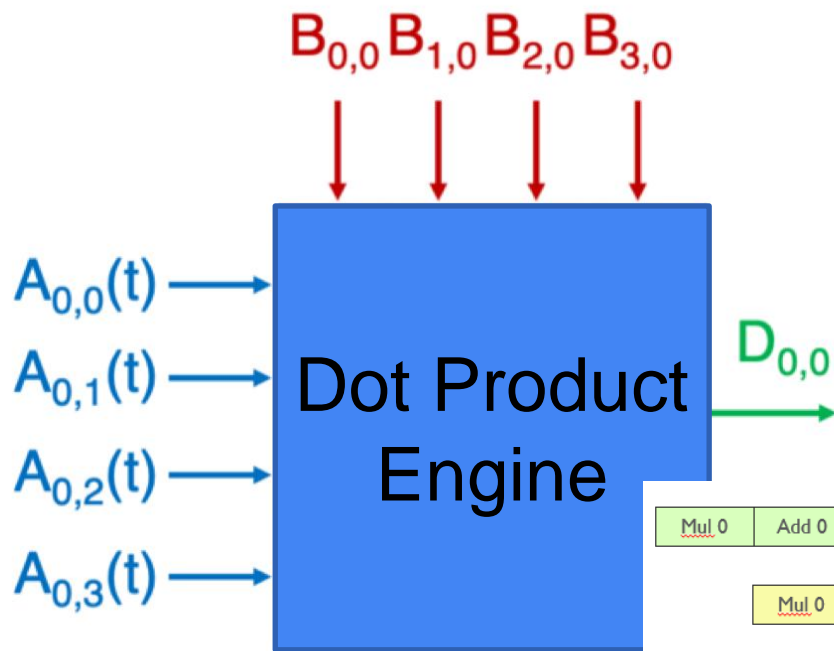 B0,0 B1,0 B2,0 B3,0
A0,0(t)
A0,1(t)
A0,2(t)
A0,3(t)
Dot Product
Engine
D0,0
Mul 0 Add 0
Mul 0